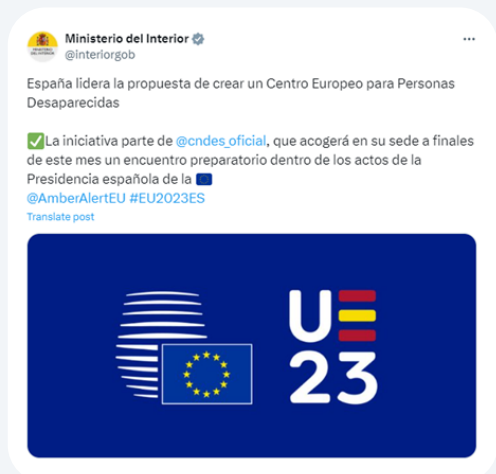 Ministerio del Interior
@interiorgob
España lidera la propuesta de crear un Centro Europeo para Personas
Desaparecidas
✅La iniciativa parte de @cndes_oficial, que acogerá en su sede a finales
de este mes un encuentro preparatorio dentro de los actos de la
Presidencia española de la 🇪🇺
@AmberAlertEU #EU2023ES
Translate post
UE
23